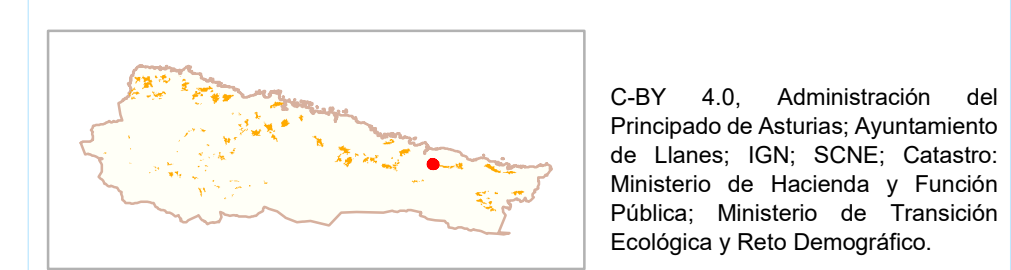 C-BY 4.0, Administración del
Principado de Asturias; Ayuntamiento
de Llanes; IGN; SCNE; Catastro:
Ministerio de Hacienda y Función
Pública; Ministerio de Transición
Ecológica y Reto Demográfico.